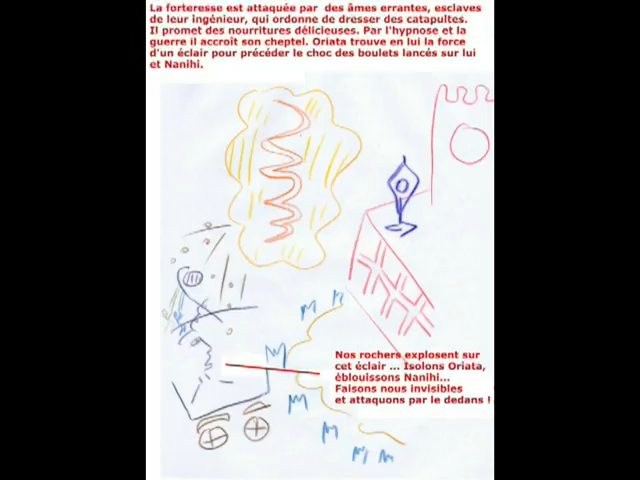 La forteresse est attaquée par  des âmes errantes, esclaves
de leur ingénieur, qui ordonne de dresser des catapultes.
Il promet des nourritures délicieuses. Par l'hypnose et la
guerre il accroît son cheptel. Oriata trouve en lui la force
d'un éclair pour précéder le choc des boulets lancés sur lui
et Nanihi.
Nos rochers explosent sur
cet éclair ... Isolons Oriata,
éblouissons Nanihi...
Faisons nous invisibles
et attaquons par le dedans !